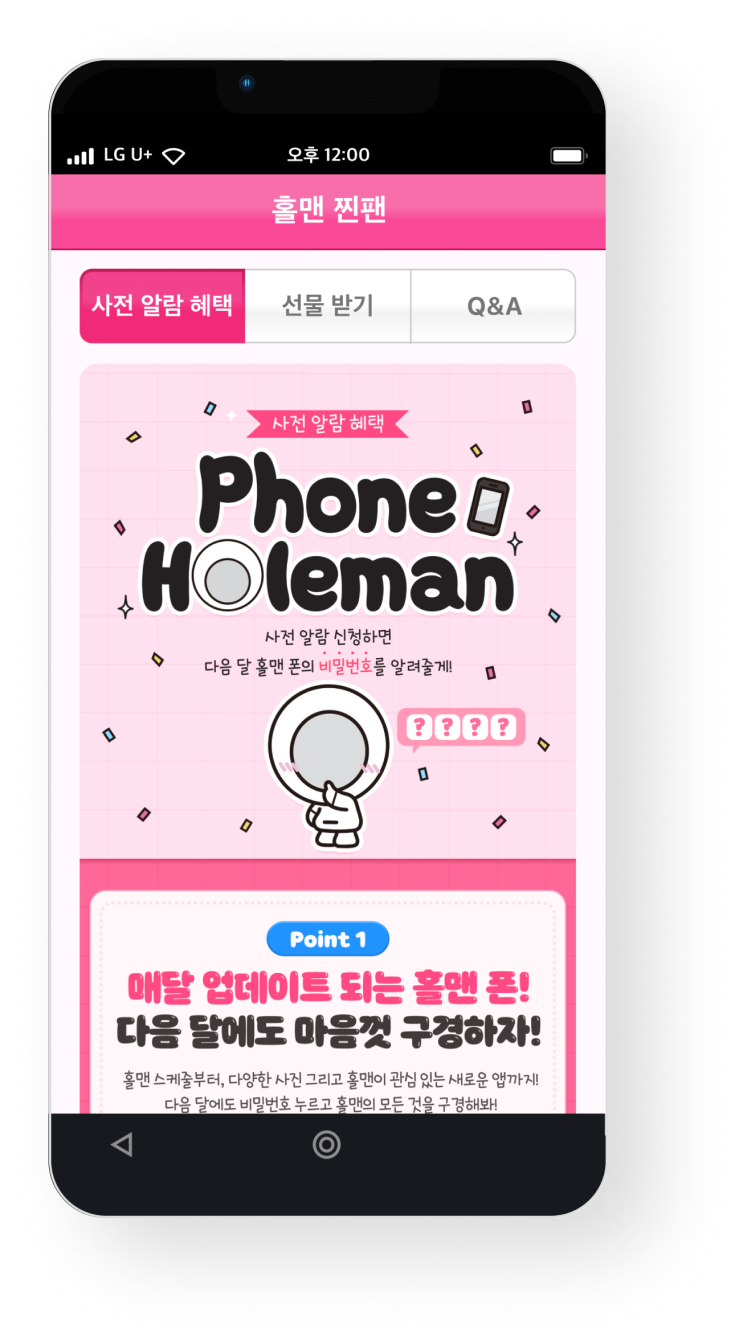 LG U+ 오후 12:00
홀맨 찐팬
사전 알람 혜택 선물 받기 Q&A
사전 알람 혜택
Phone
Holeman
사전 알람 신청하면
다음 달 홀맨 폰의 비밀번호를 알려줄게!
????
Point 1
매달 업데이트 되는 홀맨 폰!
다음 달에도 마음껏 구경하자!
홀맨 스케줄부터, 다양한 사진 그리고 홀맨이 관심 있는 새로운 앱까지!
다음 달에도 비밀번호 누르고 홀맨의 모든 것을 구경해봐!